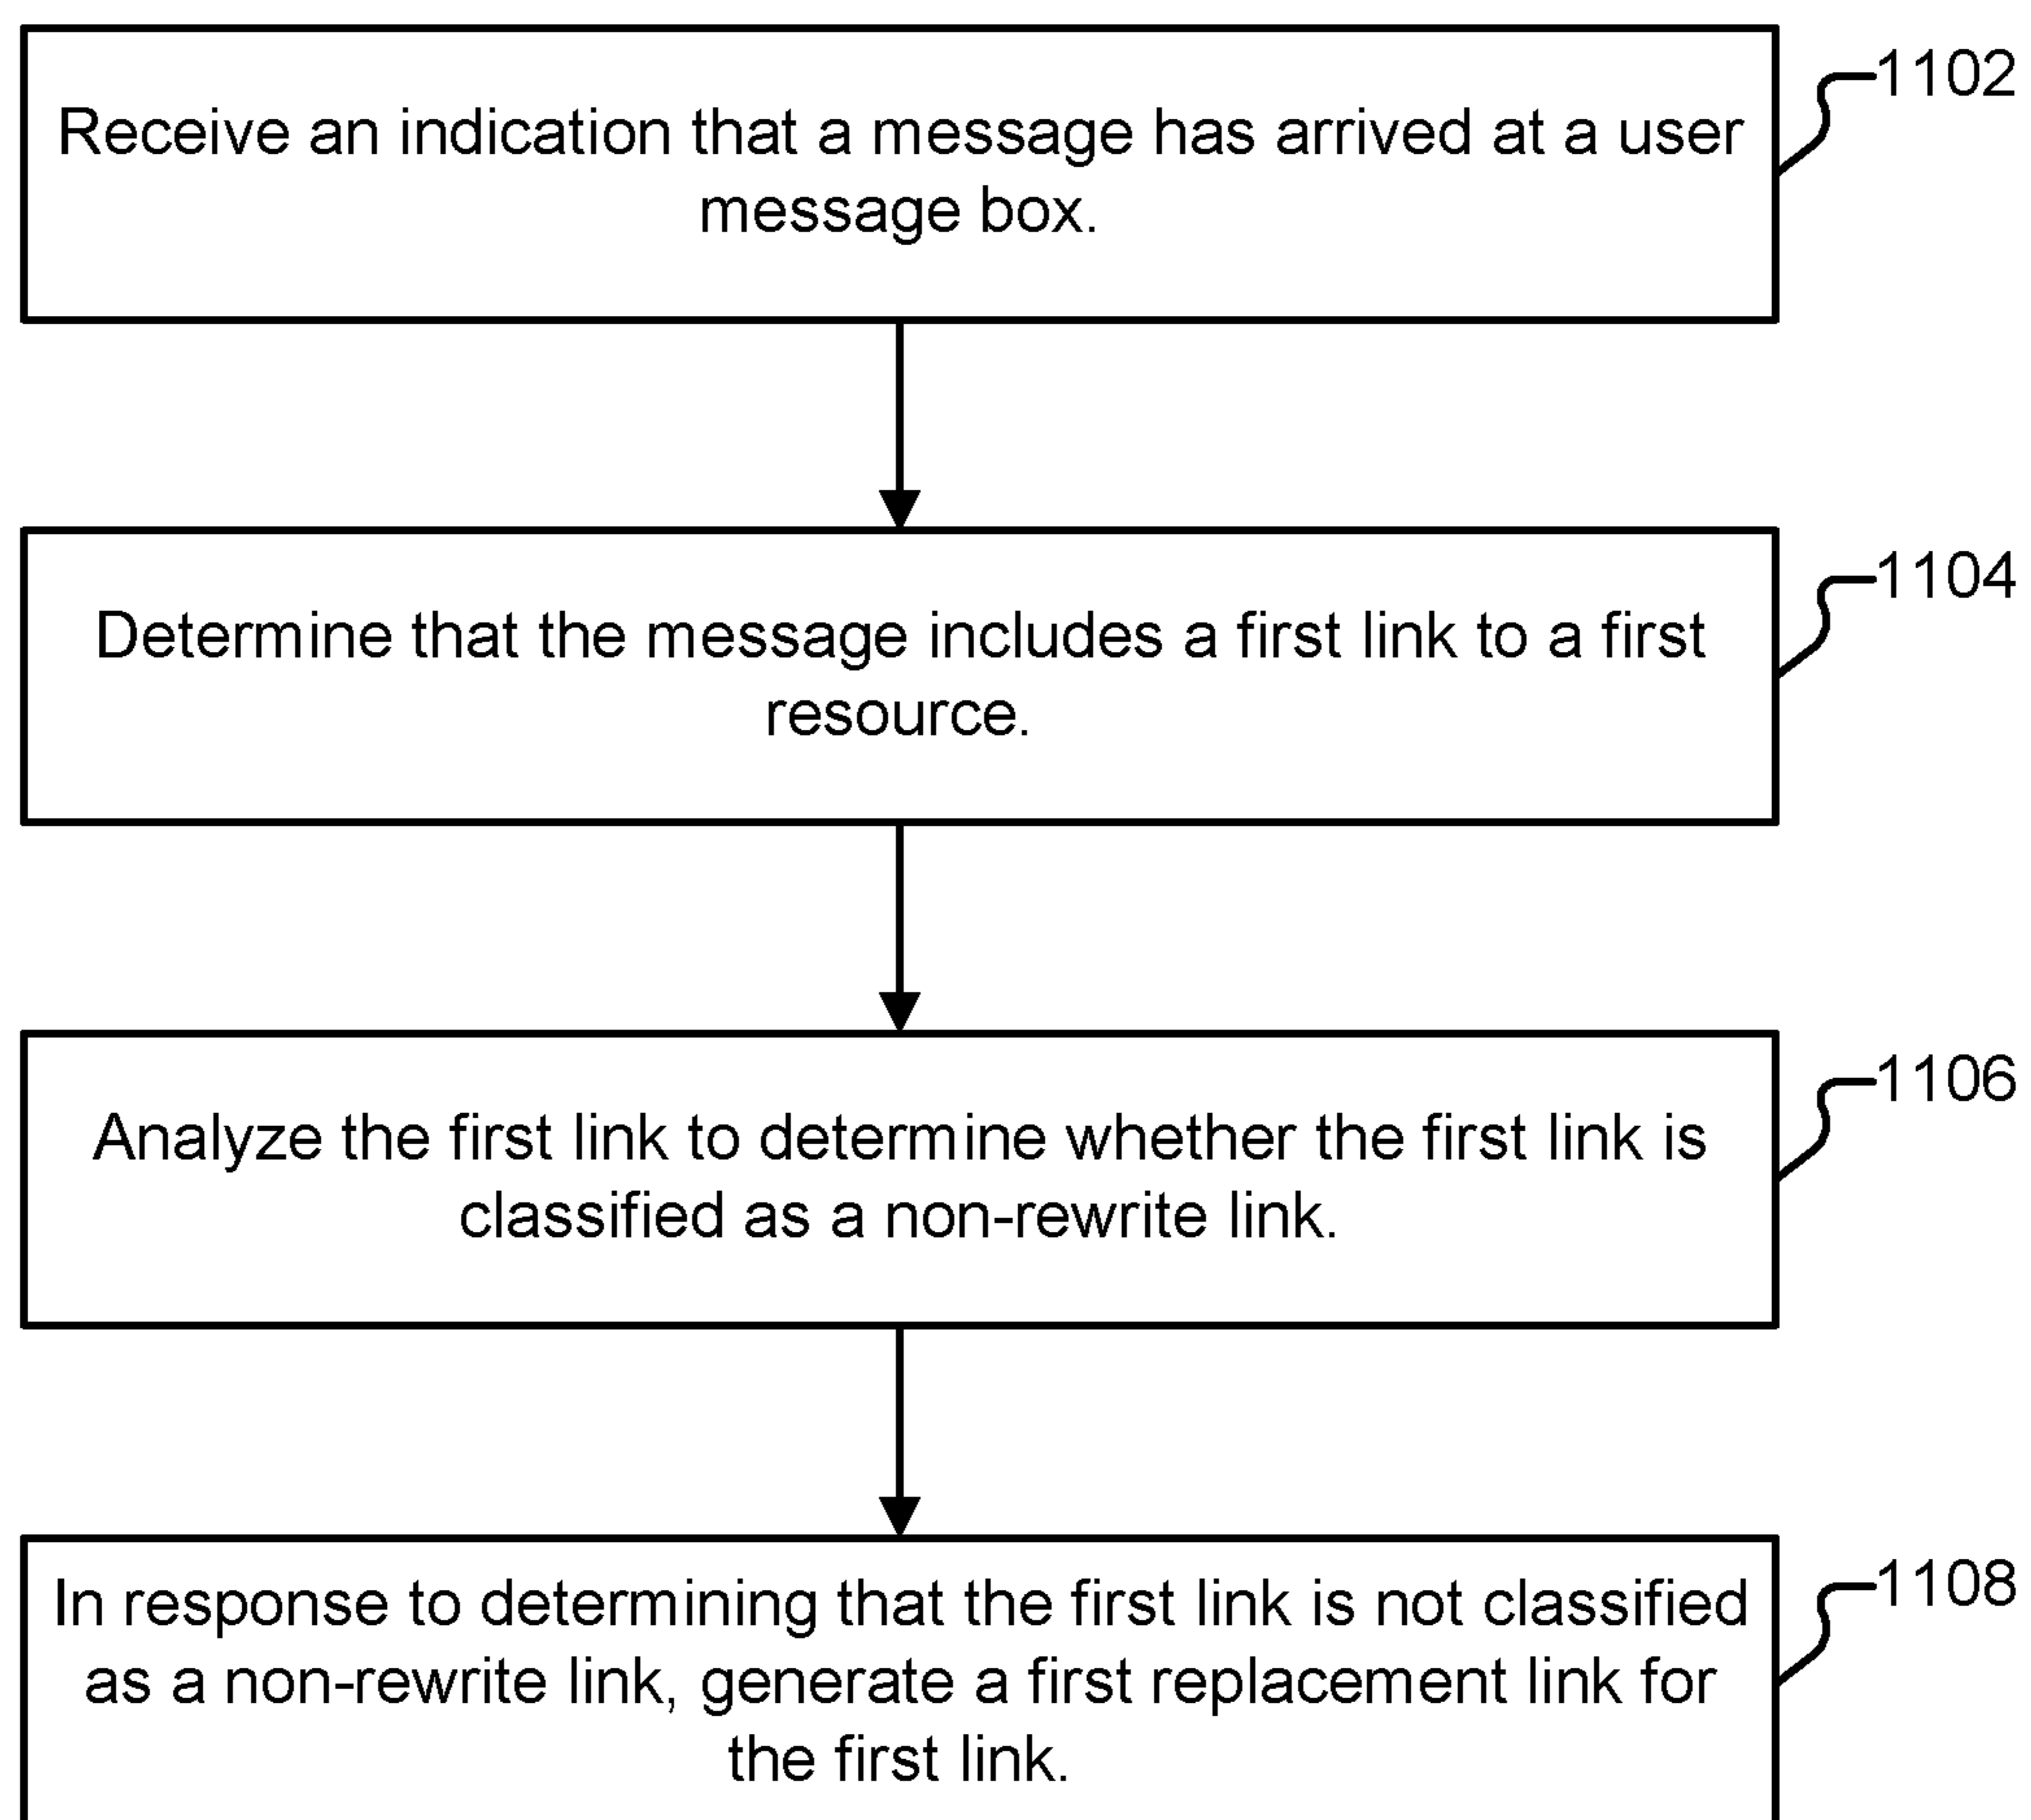 1102
Receive an indication that a message has arrived at a user
message box.
1104
Determine that the message includes a first link to a first
resource.
1106
Analyze the first link to determine whether the first link is
classified as a non-rewrite link.
1108
In response to determining that the first link is not classified
as a non-rewrite link, generate a first replacement link for
the first link.